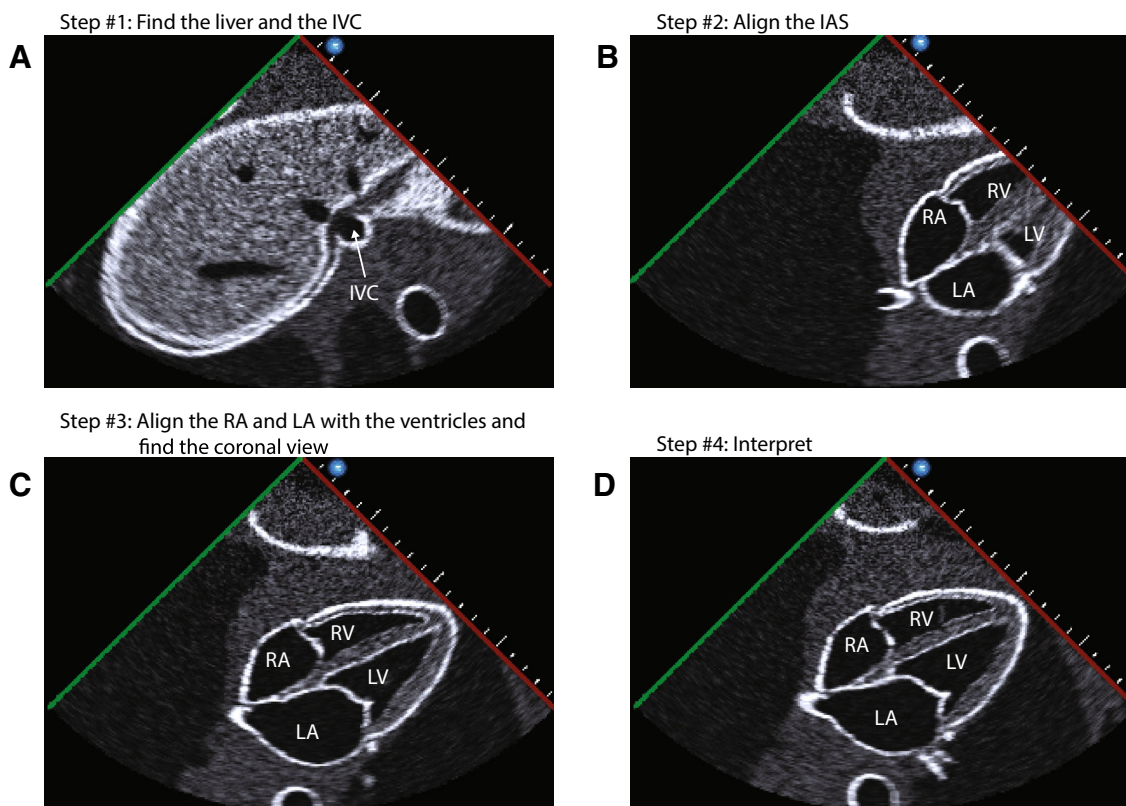 Step #1: Find the liver and the IVC
A
IVC
Step #2: Align the IAS
B
RV
RA
LV
LA
Step #3: Align the RA and LA with the ventricles and
find the coronal view
C
RV
RA
LV
LA
Step #4: Interpret
D
RV
RA
LV
LA